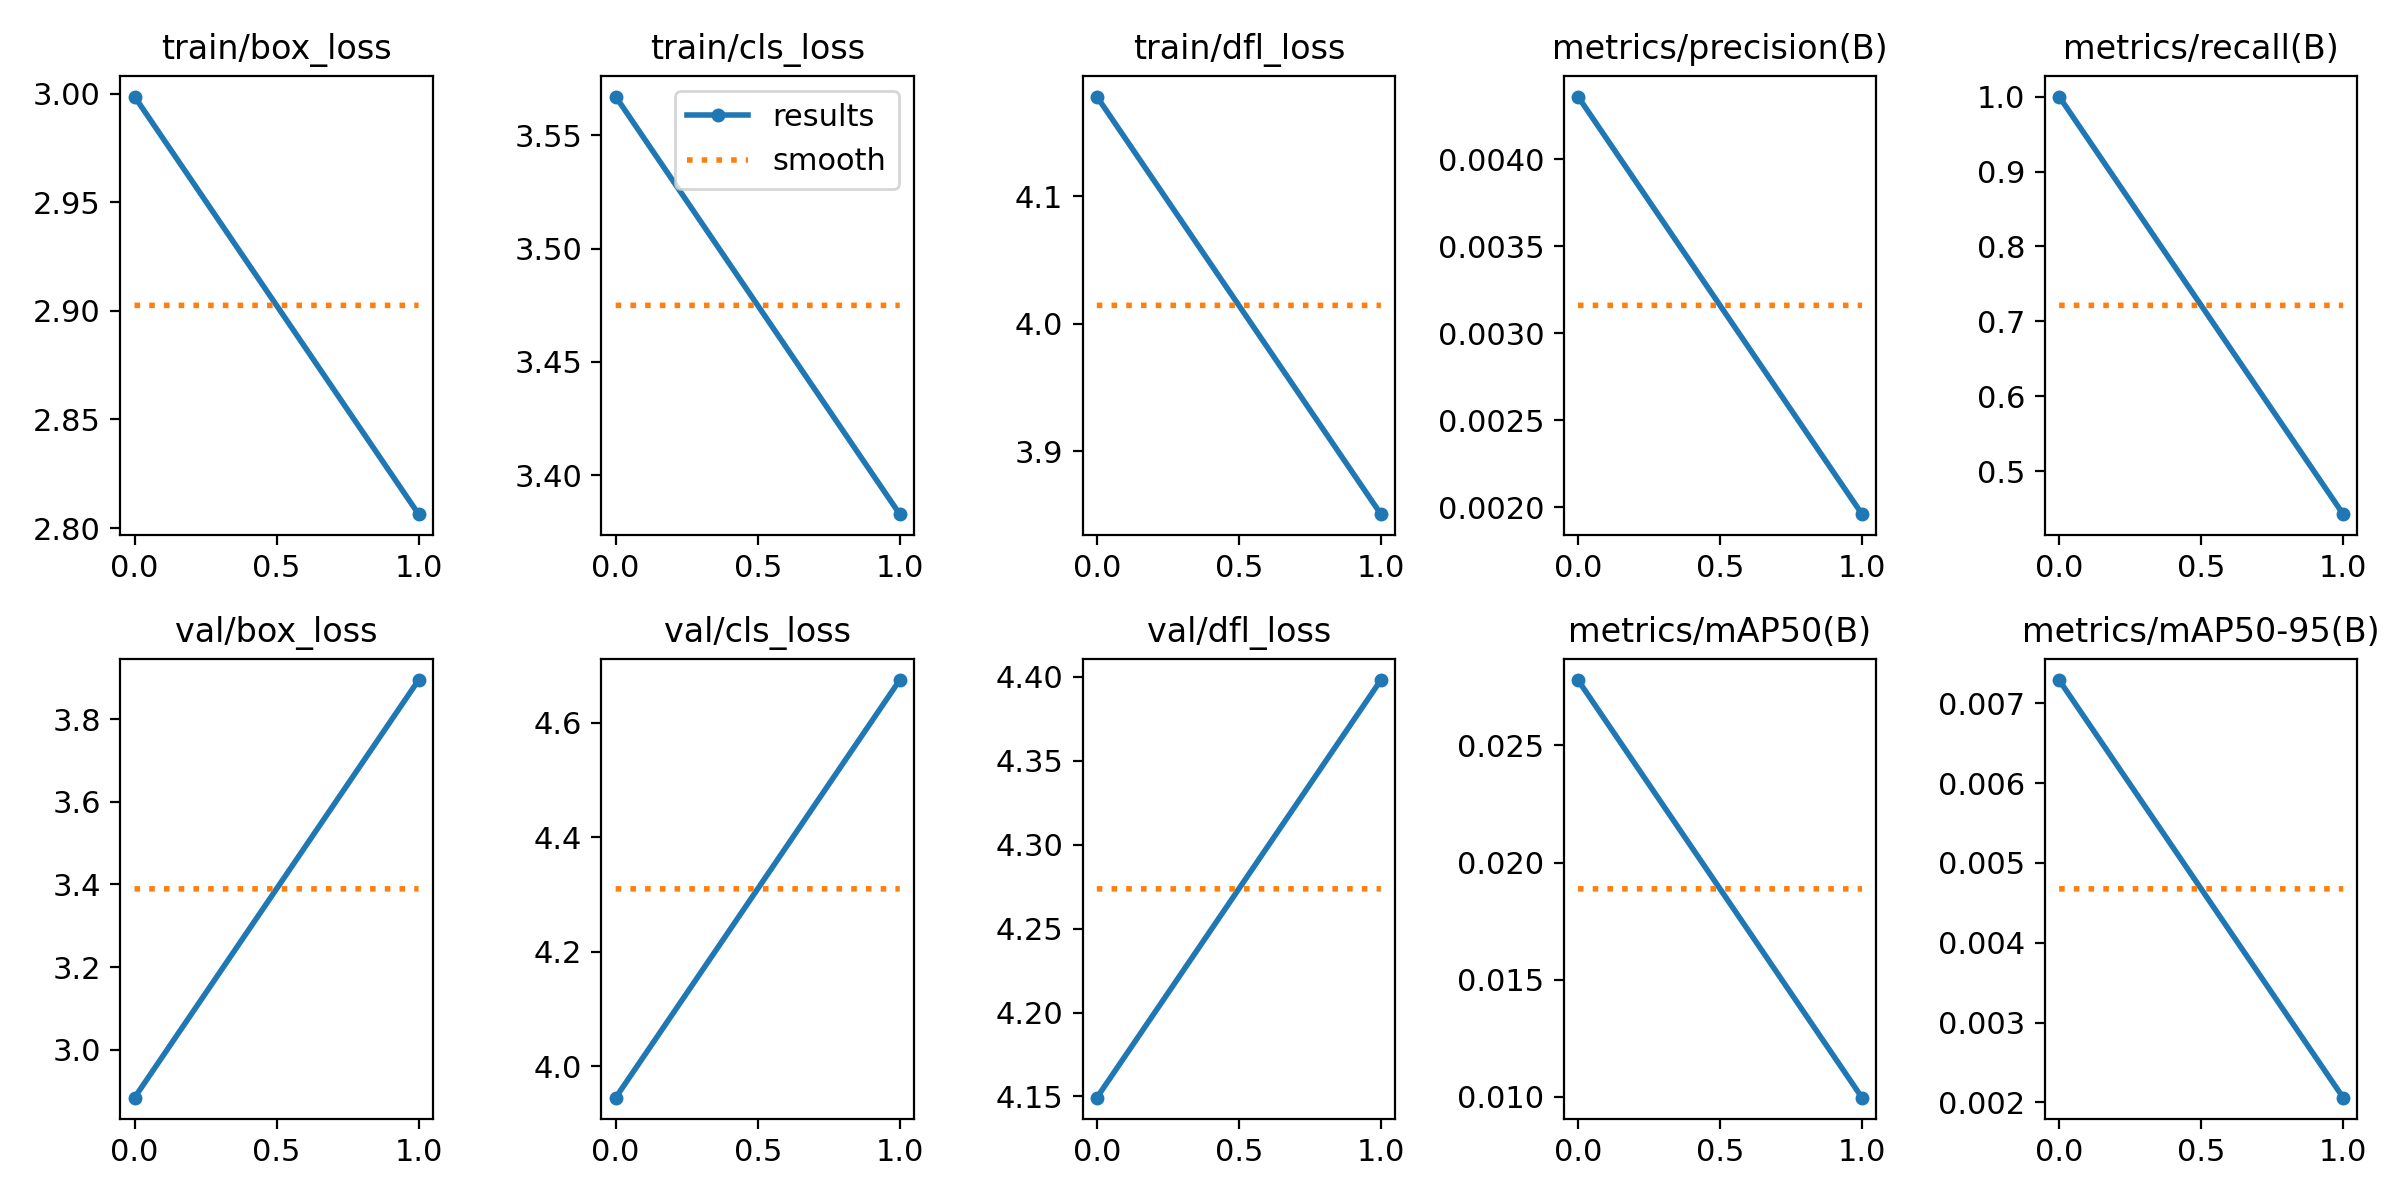 train/box_loss
3.00
2.95
2.90
2.85
2.80
0.0 0.5 1.0
train/cls_loss
results
smooth
3.55
3.50
3.45
3.40
0.0 0.5 1.0
train/dfl_loss
4.1
4.0
3.9
0.0 0.5 1.0
metrics/precision(B)
0.0040
0.0035
0.0030
0.0025
0.0020
0.0 0.5 1.0
metrics/recall(B)
1.0
0.9
0.8
0.7
0.6
0.5
0.0 0.5 1.0
val/box_loss
3.8
3.6
3.4
3.2
3.0
0.0 0.5 1.0
val/cls_loss
4.6
4.4
4.2
4.0
0.0 0.5 1.0
val/dfl_loss
4.40
4.35
4.30
4.25
4.20
4.15
0.0 0.5 1.0
metrics/mAP50(B)
0.025
0.020
0.015
0.010
0.0 0.5 1.0
metrics/mAP50-95(B)
0.007
0.006
0.005
0.004
0.003
0.002
0.0 0.5 1.0